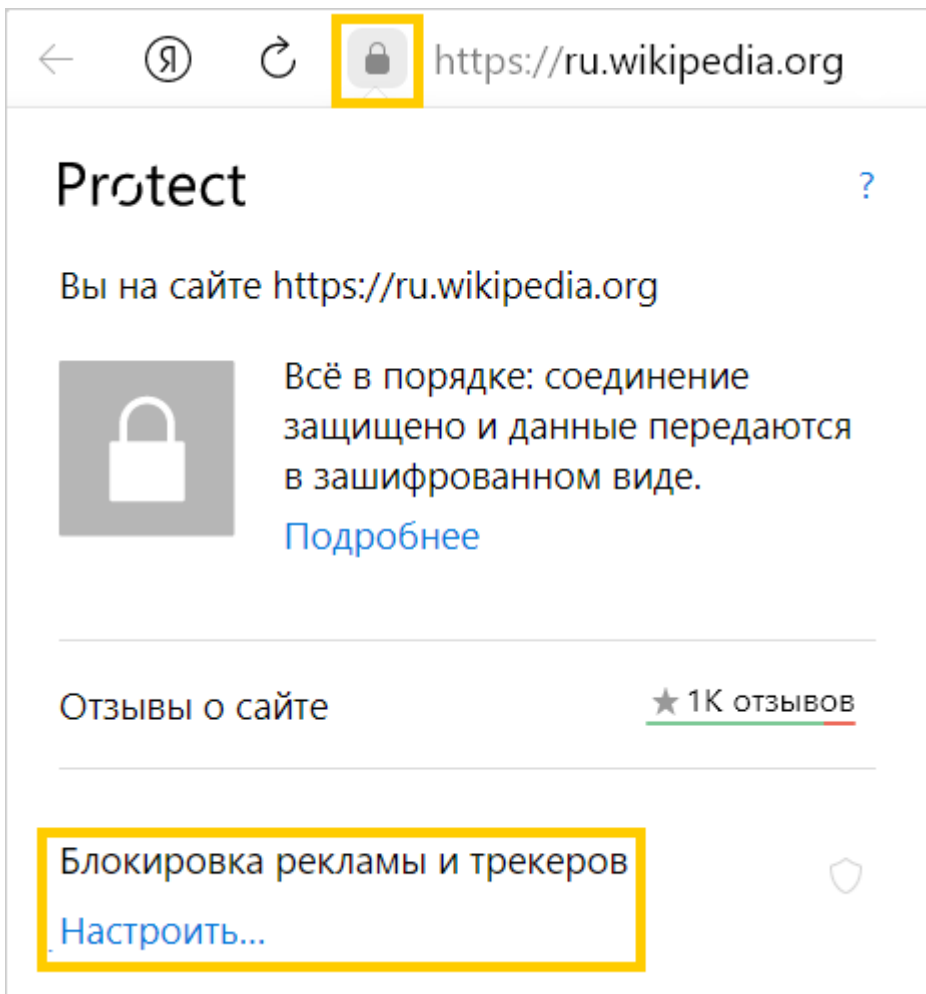 Я https://ru.wikipedia.org
Protect ?
Вы на сайте https://ru.wikipedia.org
Всё в порядке: соединение
защищено и данные передаются
в зашифрованном виде.
Подробнее
Отзывы о сайте ★ 1K отзывов
Блокировка рекламы и трекеров
Настроить...